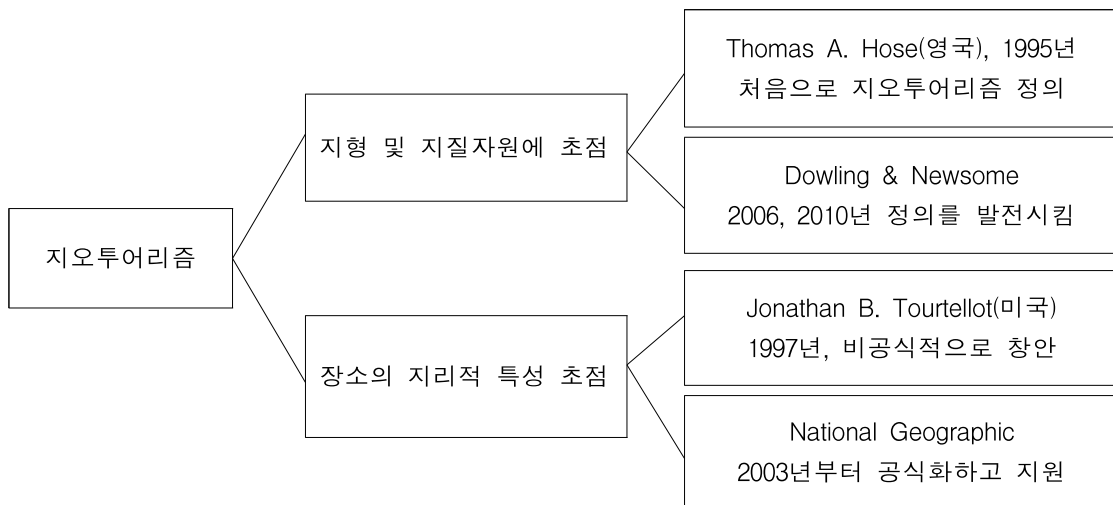 지오투어리즘
지형 및 지질자원에 초점
Thomas A. Hose(영국), 1995년
처음으로 지오투어리즘 정의
Dowling & Newsome
2006, 2010년 정의를 발전시킴
장소의 지리적 특성 초점
Jonathan B. Tourtellot(미국)
1997년, 비공식적으로 창안
National Geographic
2003년부터 공식화하고 지원